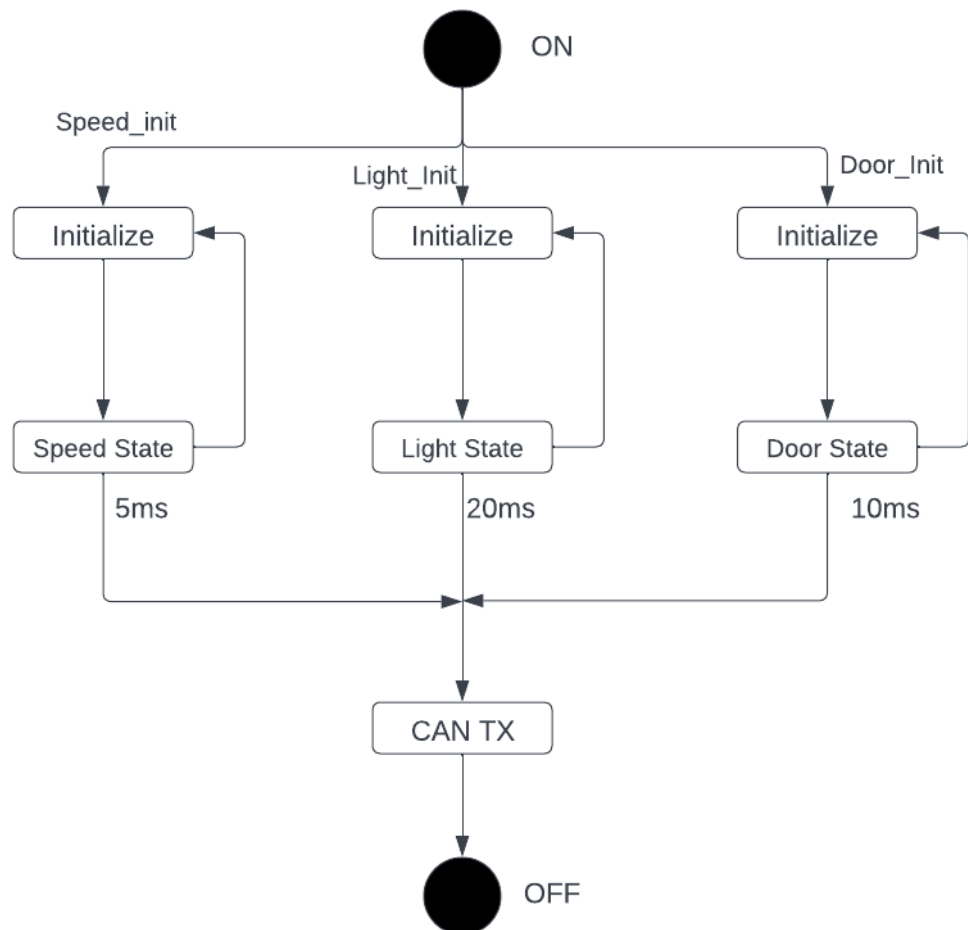 ON
Speed_init
Light_Init
Door_Init
Initialize
Initialize
Initialize
Speed State
Light State
Door State
5ms
20ms
10ms
CAN TX
OFF